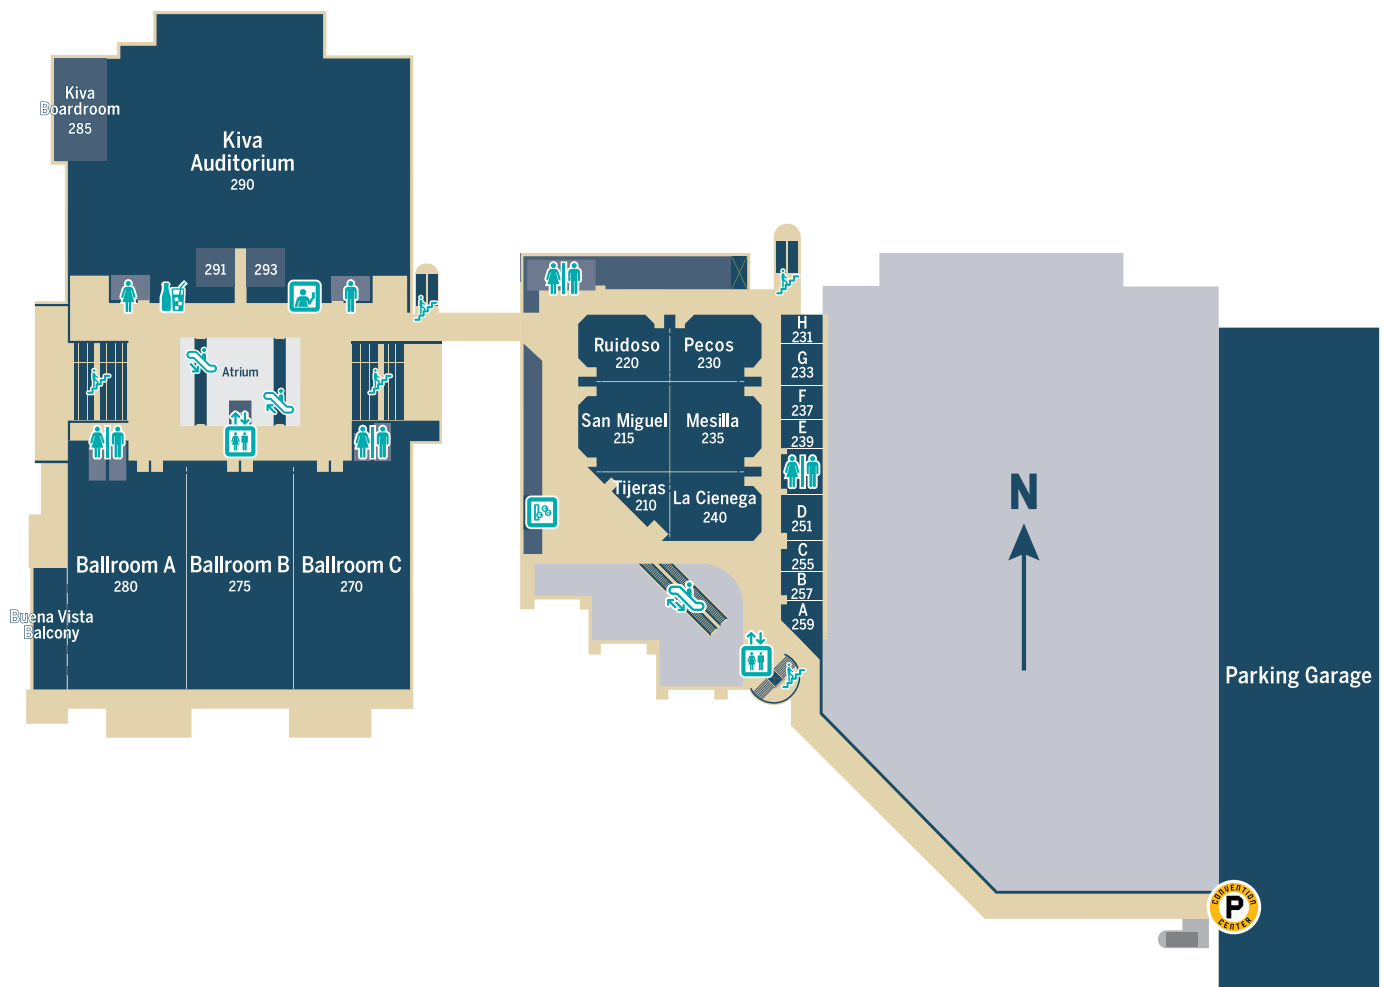 Kiva
Boardroom
285
Kiva
Auditorium
290
291
293
Atrium
Ballroom A
280
Ballroom B
275
Ballroom C
270
Buena Vista
Balcony
Ruidoso
220
Pecos
230
San Miguel
215
Mesilla
235
Tijeras
210
La Cienega
240
H
231
G
233
F
237
E
239
D
251
C
255
B
257
A
259
N
Parking Garage
CONVENTION
P
CENTER